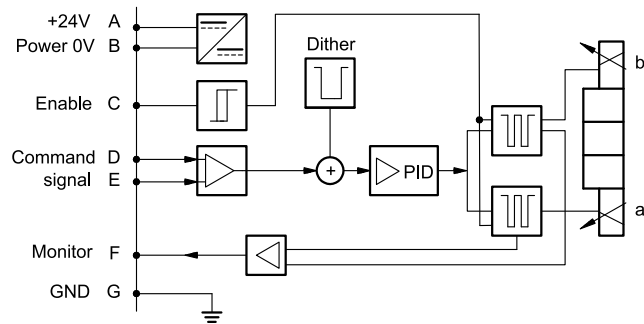 +24V A
Power 0V B
Dither
b
Enable C
Command D
signal E
+
PID
a
Monitor F
GND G